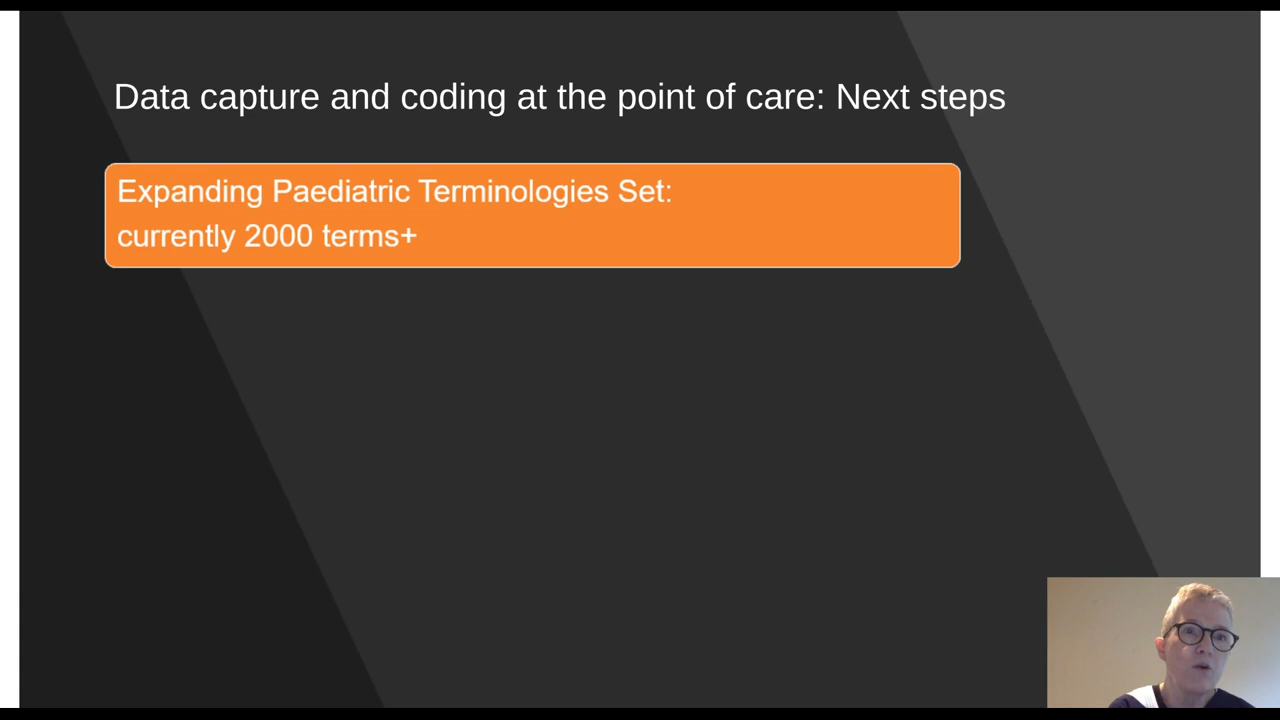 Data capture and coding at the point of care: Next steps
Expanding Paediatric Terminologies Set:
currently 2000 terms+